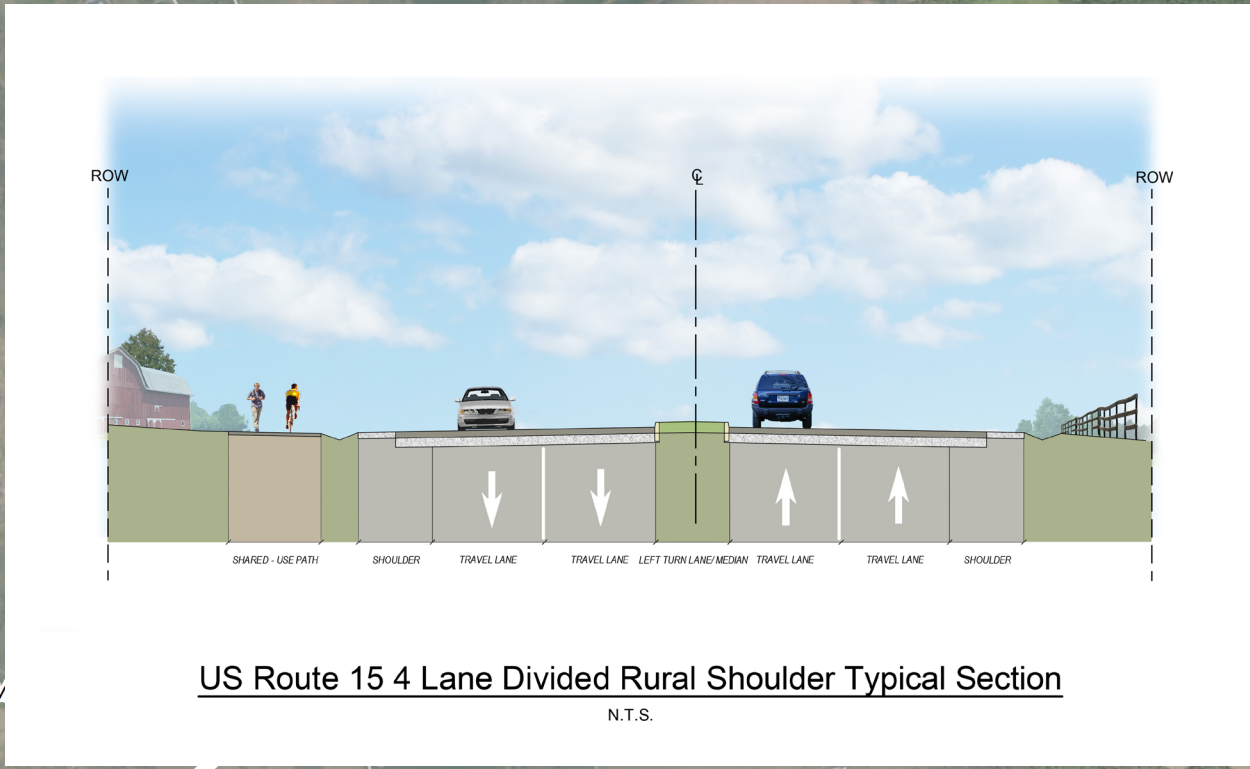 ROW
℄
ROW
SHARED - USE PATH
SHOULDER
TRAVEL LANE
TRAVEL LANE
LEFT TURN LANE/ MEDIAN
TRAVEL LANE
TRAVEL LANE
SHOULDER
US Route 15 4 Lane Divided Rural Shoulder Typical Section
N.T.S.